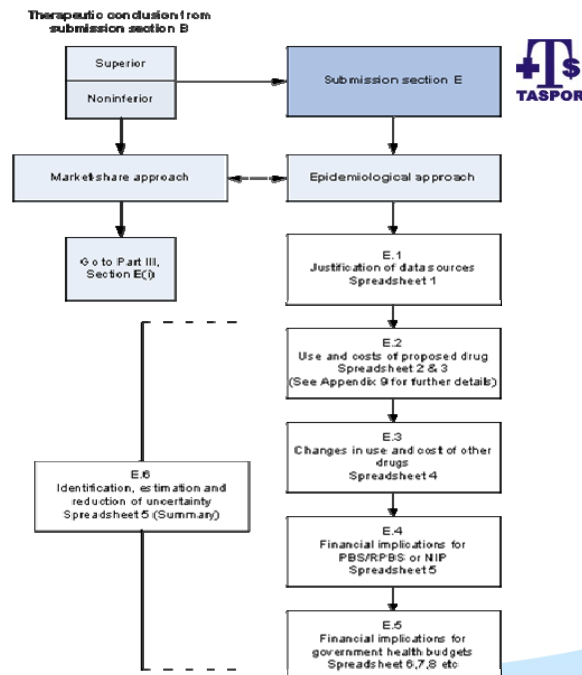 Therapeutic conclusion from
submission section B
Superior
Noninferior
Submission section E
TASPOR
Market-share approach
Epidemiological approach
Go to Part III,
Section E(i)
E.1
Justification of data sources
Spreadsheet 1
E.2
Use and costs of proposed drug
Spreadsheet 2 & 3
(See Appendix 9 for further details)
E.3
Changes in use and cost of other
drugs
Spreadsheet 4
E.6
Identification, estimation and
reduction of uncertainty
Spreadsheet 5 (Summary)
E.4
Financial implications for
PBS/RPBS or NIP
Spreadsheet 5
E.5
Financial implications for
government health budgets
Spreadsheet 6,7,8 etc